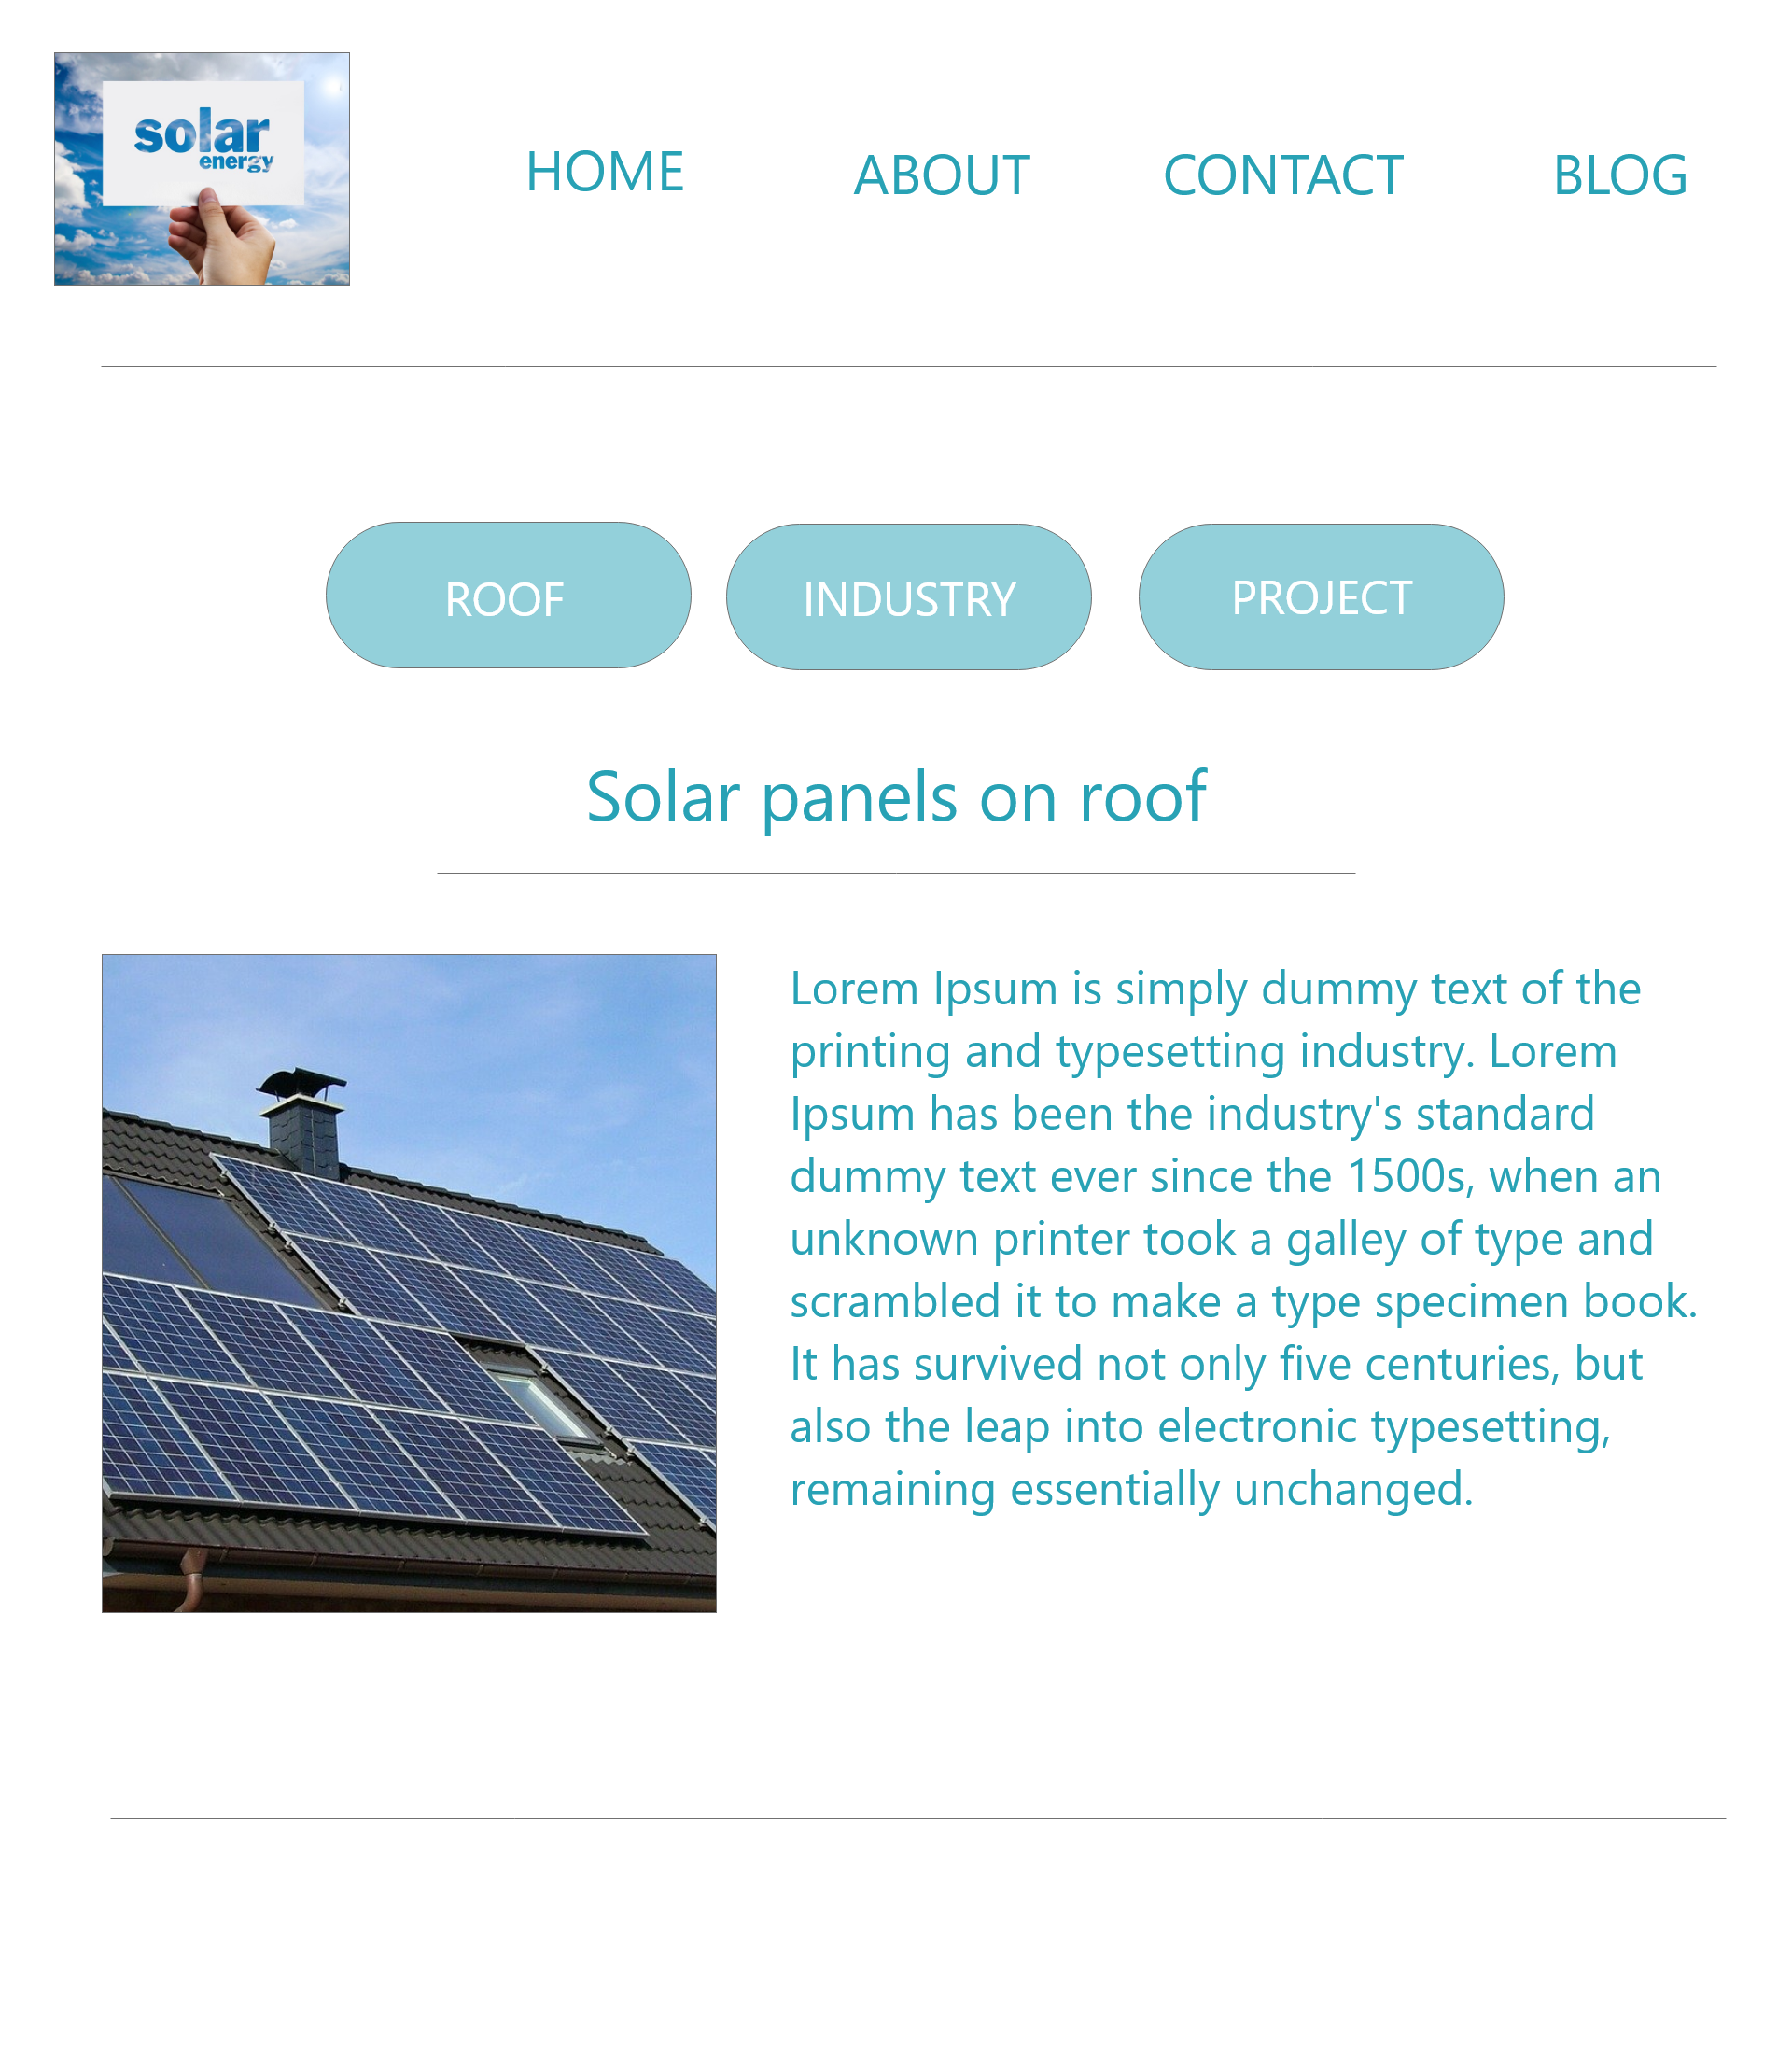 solar
energy
HOME ABOUT CONTACT BLOG
ROOF INDUSTRY PROJECT
Solar panels on roof
Lorem Ipsum is simply dummy text of the
printing and typesetting industry. Lorem
Ipsum has been the industry's standard
dummy text ever since the 1500s, when an
unknown printer took a galley of type and
scrambled it to make a type specimen book.
It has survived not only five centuries, but
also the leap into electronic typesetting,
remaining essentially unchanged.